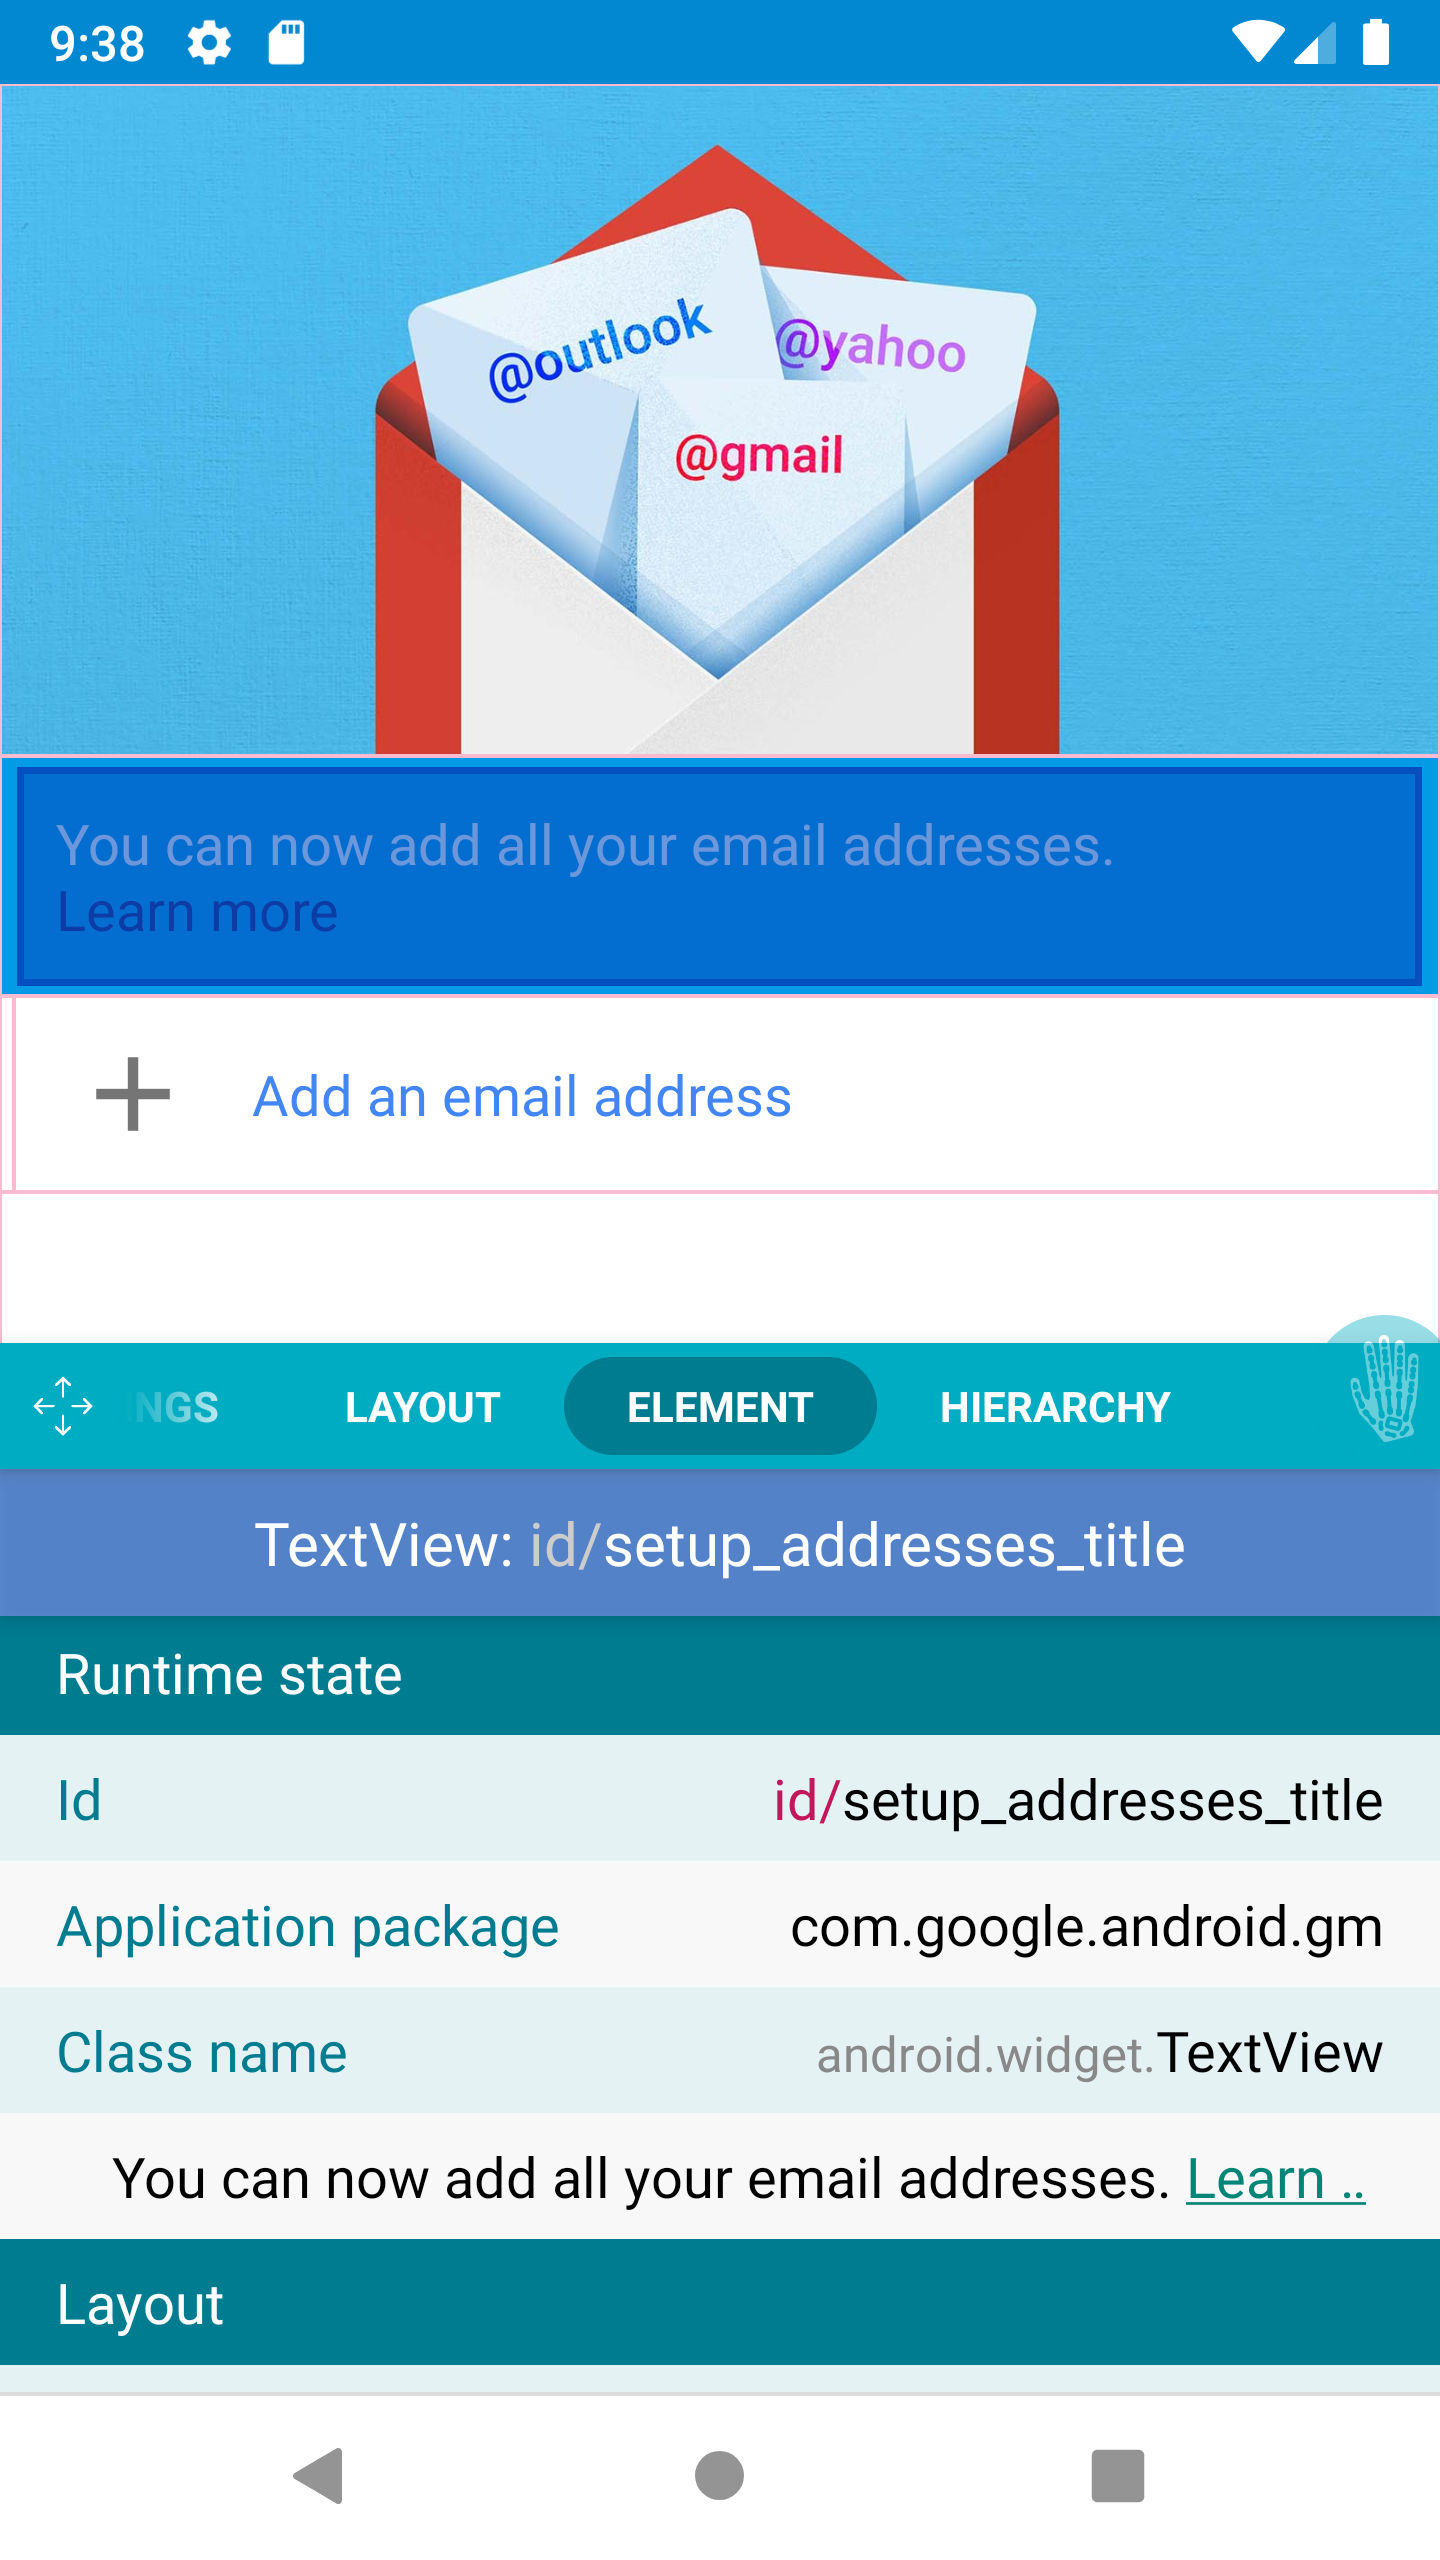 9:38
@outlook
@yahoo
@gmail
You can now add all your email addresses.
Learn more
Add an email address
INGS LAYOUT ELEMENT HIERARCHY
TextView: id/setup_addresses_title
Runtime state
Id id/setup_addresses_title
Application package com.google.android.gm
Class name android.widget.TextView
You can now add all your email addresses. Learn ..
Layout